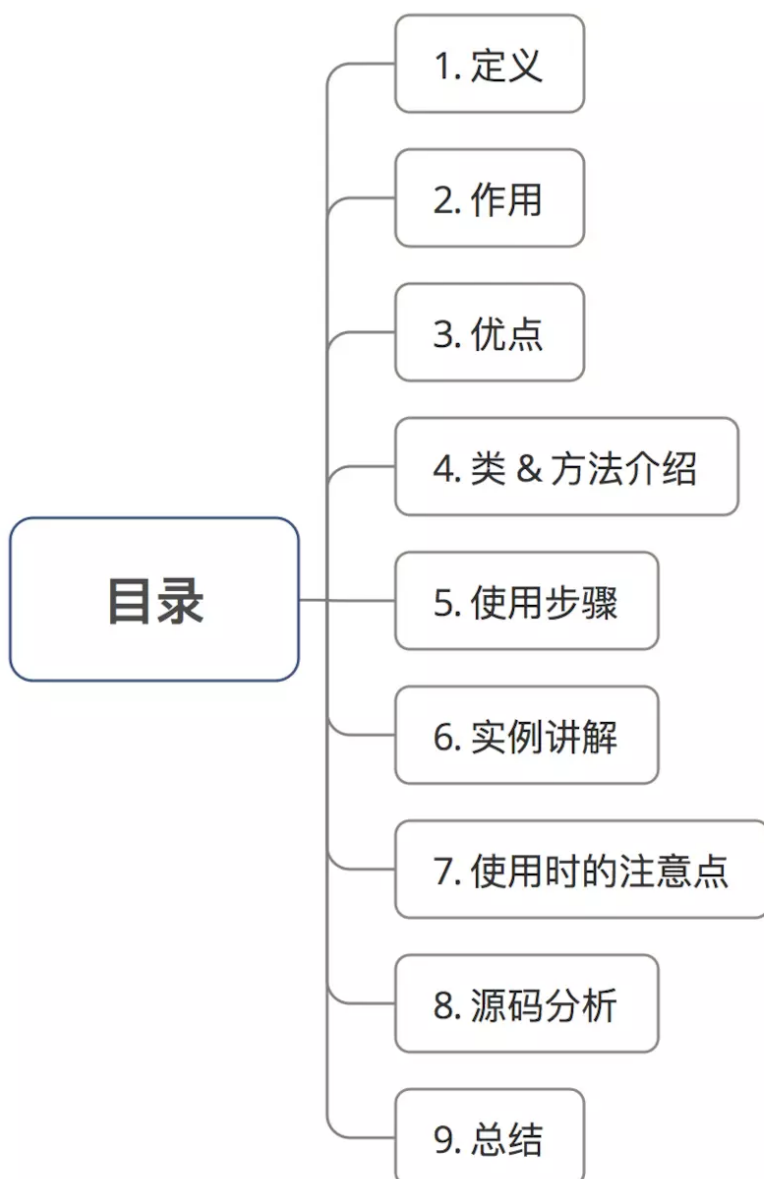 目录
1. 定义
2. 作用
3. 优点
4. 类 & 方法介绍
5. 使用步骤
6. 实例讲解
7. 使用时的注意点
8. 源码分析
9. 总结